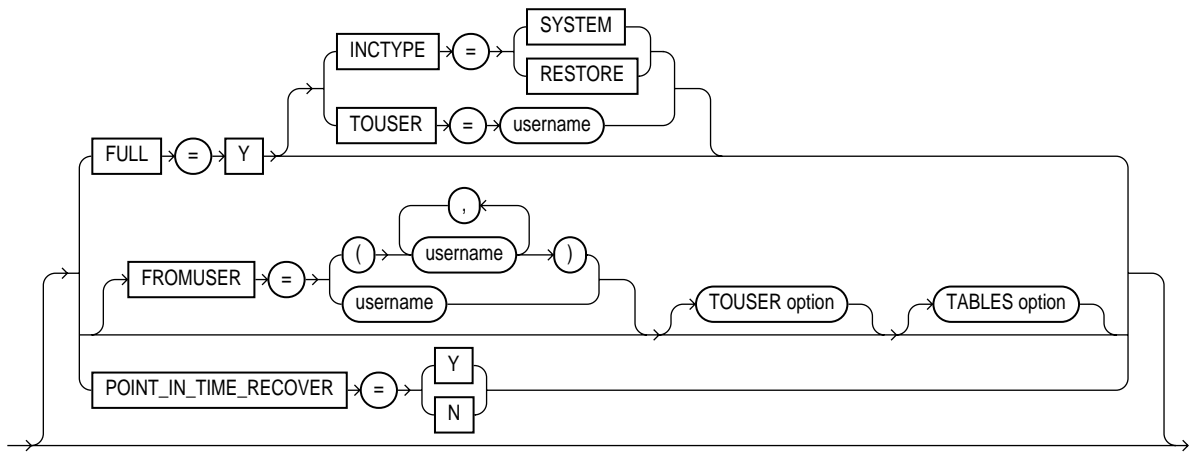 SYSTEM
INCTYPE =
RESTORE
TOUSER = username
FULL = Y
,
( username )
FROMUSER =
username
TOUSER option TABLES option
Y
POINT_IN_TIME_RECOVER =
N